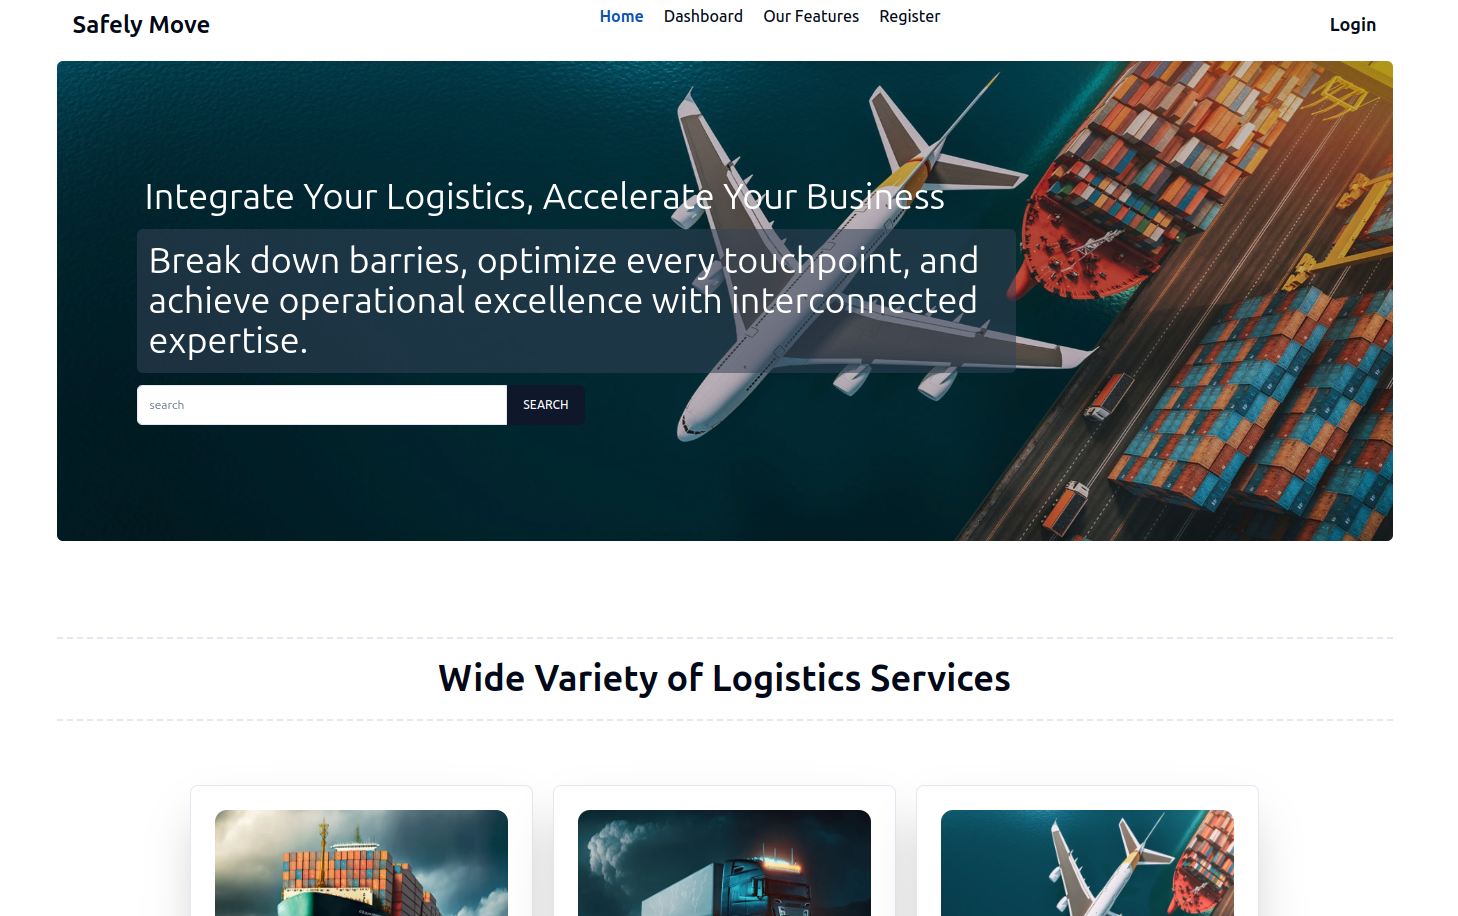 Safely Move
Home Dashboard Our Features Register
Login
Integrate Your Logistics, Accelerate Your Business
Break down barries, optimize every touchpoint, and
achieve operational excellence with interconnected
expertise.
search
SEARCH
Wide Variety of Logistics Services